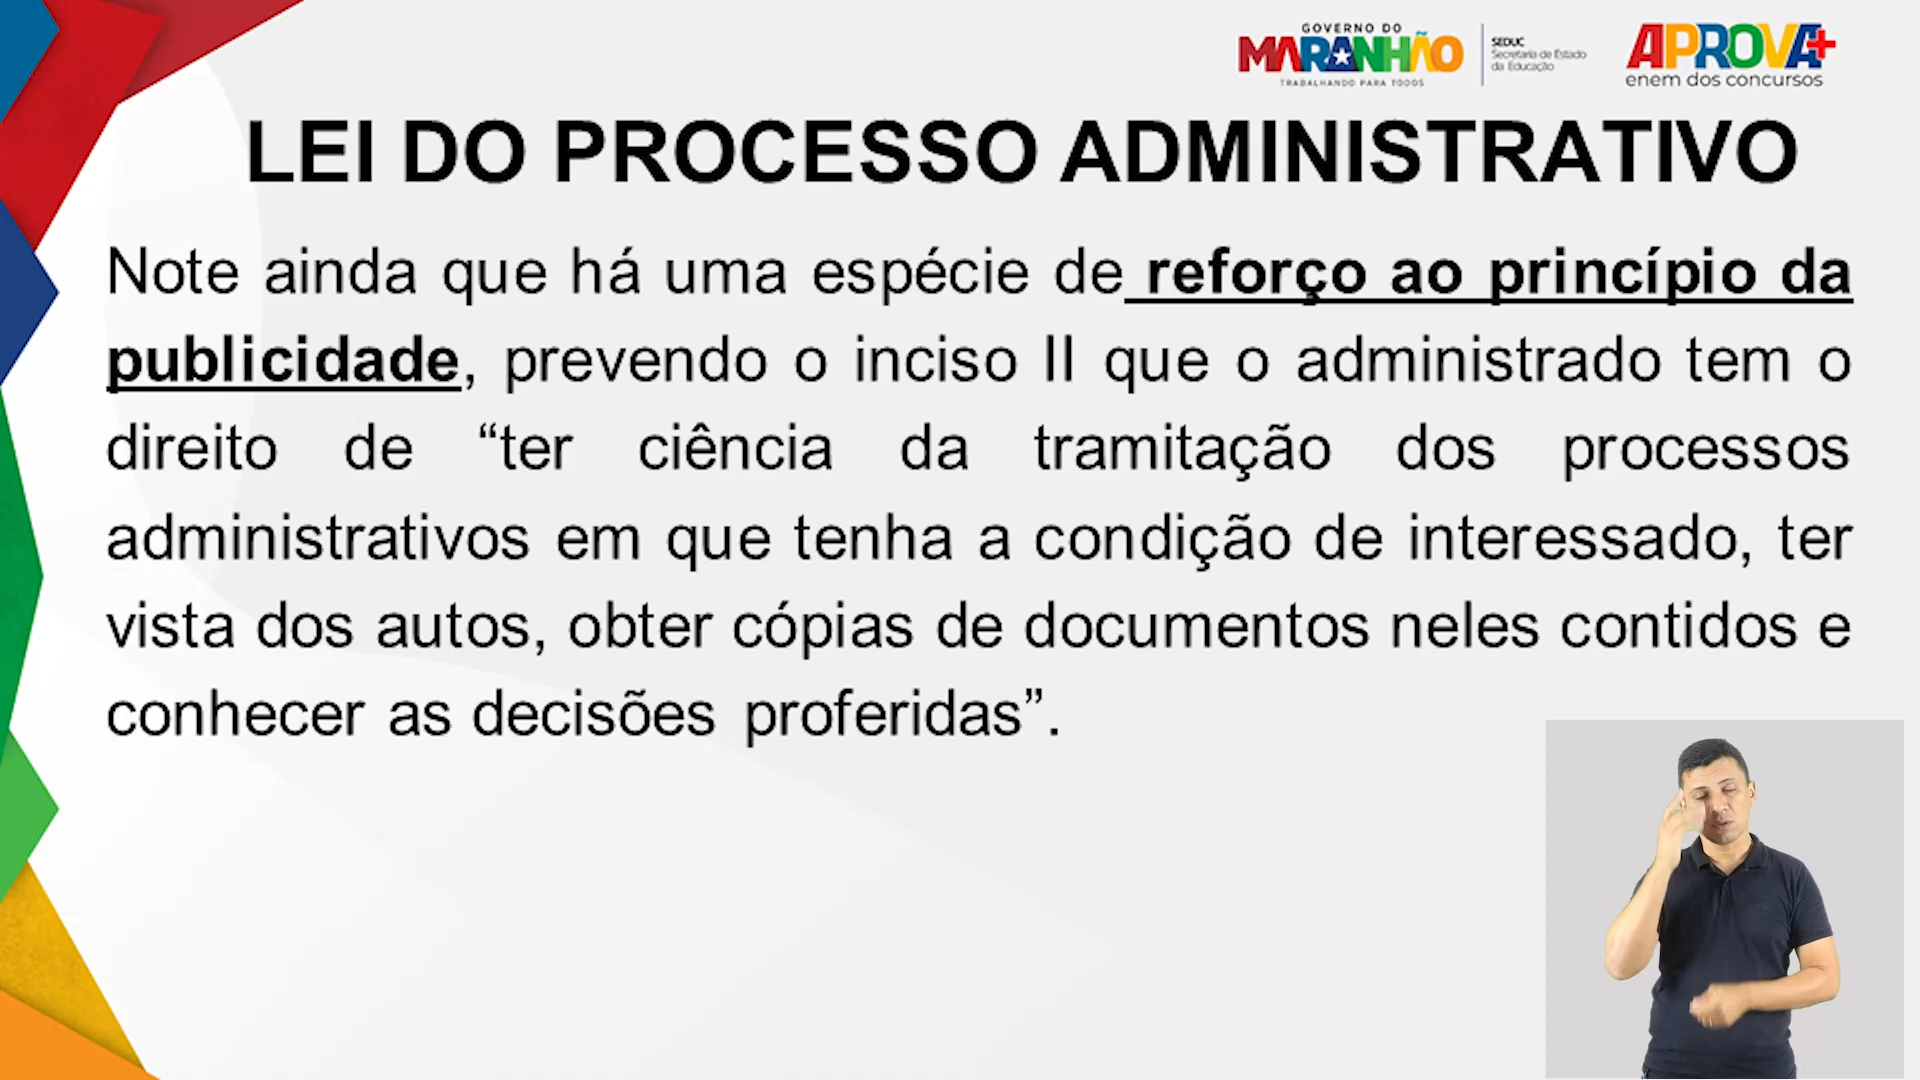 GOVERNO DO
MARANHÃO
TRABALHANDO PARA TODOS
SEDUC
Secretaria de Estado
da Educação
APROVA+
enem dos concursos
LEI DO PROCESSO ADMINISTRATIVO
Note ainda que há uma espécie de reforço ao princípio da
publicidade, prevendo o inciso II que o administrado tem o
direito de “ter ciência da tramitação dos processos
administrativos em que tenha a condição de interessado, ter
vista dos autos, obter cópias de documentos neles contidos e
conhecer as decisões proferidas”.